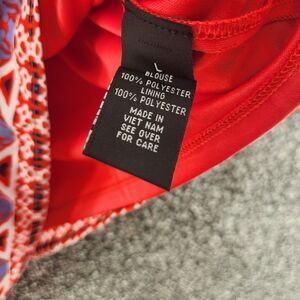 L
BLOUSE
100% POLYESTER
LINING
100% POLYESTER
MADE IN
VIET NAM
SEE OVER
FOR CARE